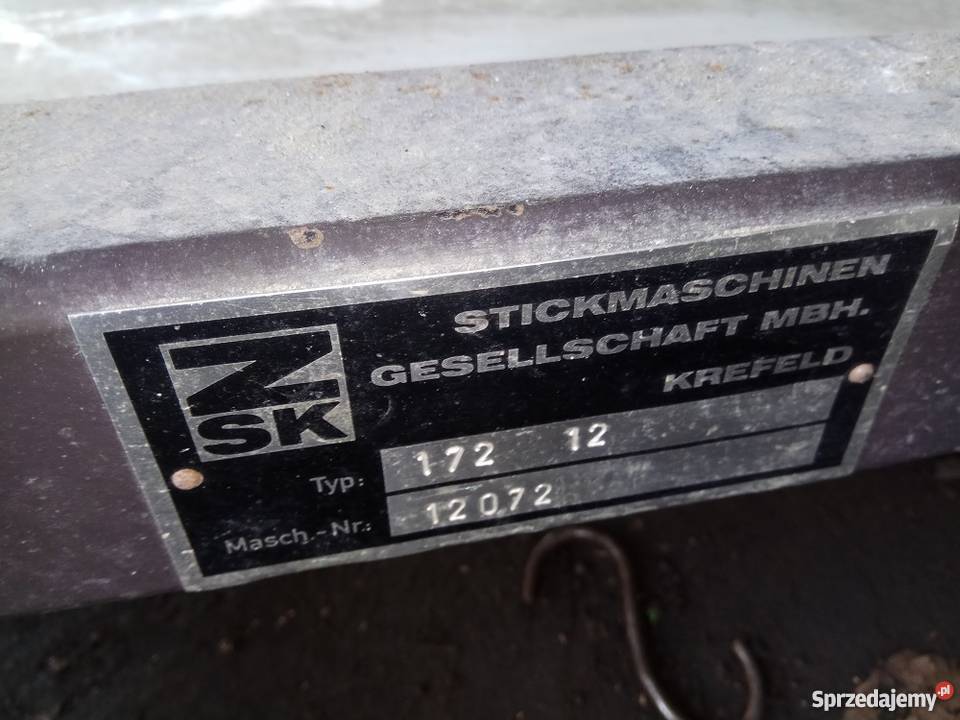 ZSK
STICKMASCHINEN
GESELLSCHAFT MBH.
KREFELD
Typ: 172 12
Masch.-Nr.: 12072
Sprzedajemy.pl